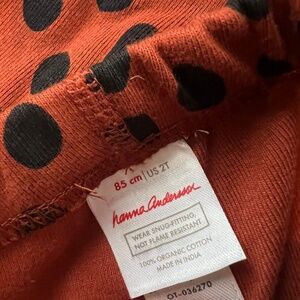 85 cm | US 2T
hanna Andersson
WEAR SNUG-FITTING,
NOT FLAME RESISTANT
100% ORGANIC COTTON
MADE IN INDIA
OT-036270